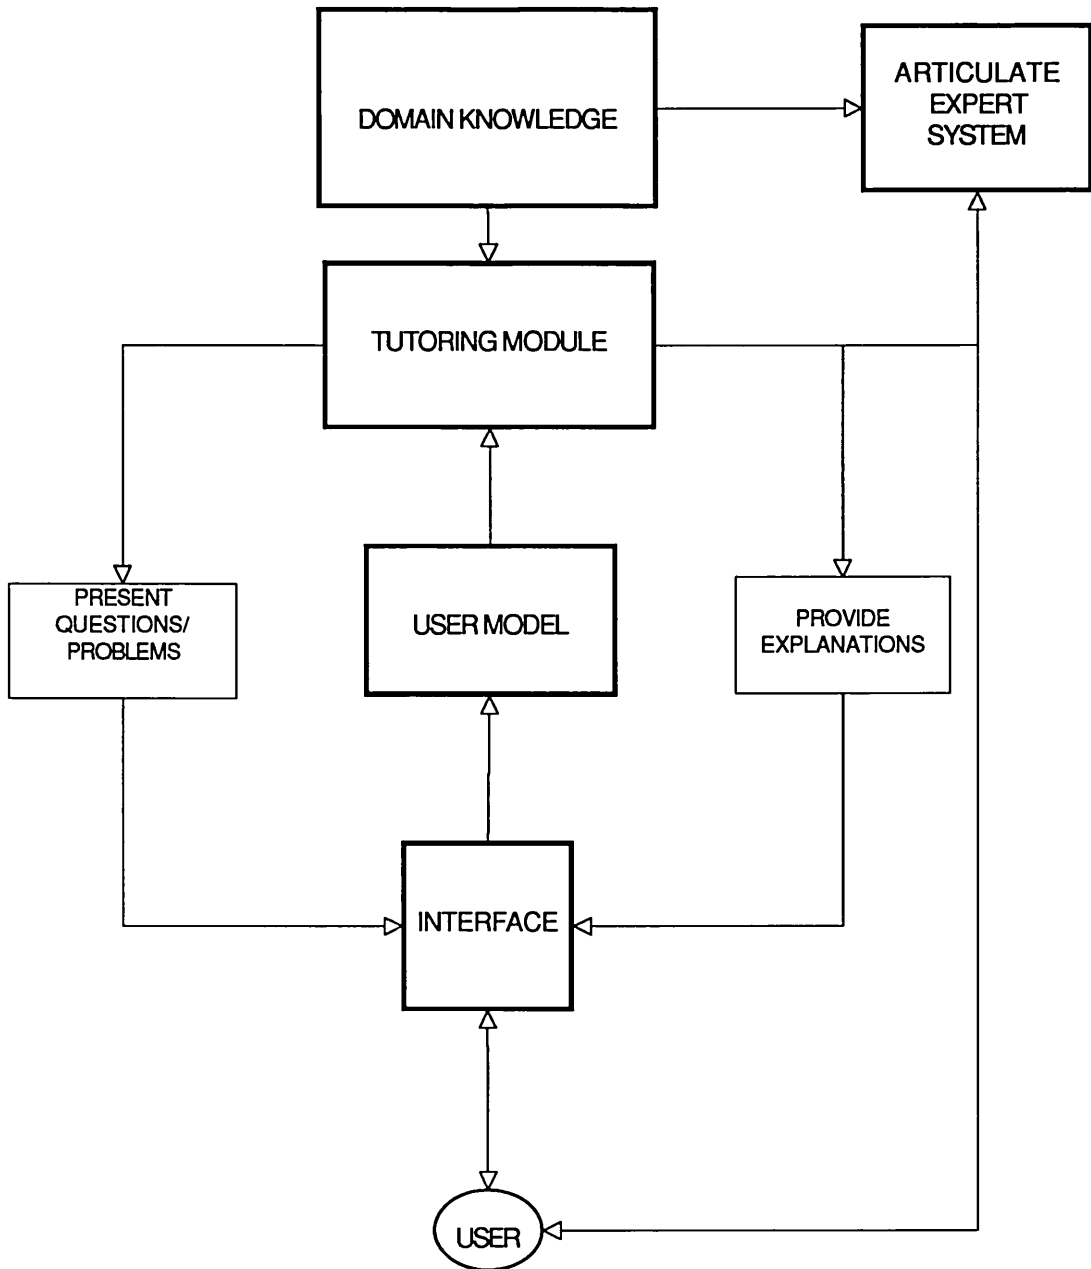 DOMAIN KNOWLEDGE
ARTICULATE
EXPERT
SYSTEM
TUTORING MODULE
PRESENT
QUESTIONS/
PROBLEMS
USER MODEL
PROVIDE
EXPLANATIONS
INTERFACE
USER